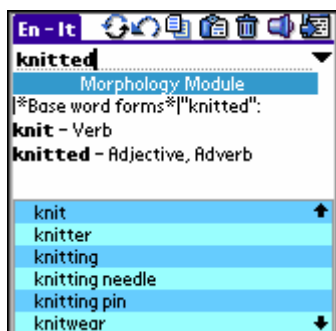 En - It
knitted
Morphology Module
|*Base word forms*|"knitted":
knit - Verb
knitted - Adjective, Adverb
knit
knitter
knitting
knitting needle
knitting pin
knitwear